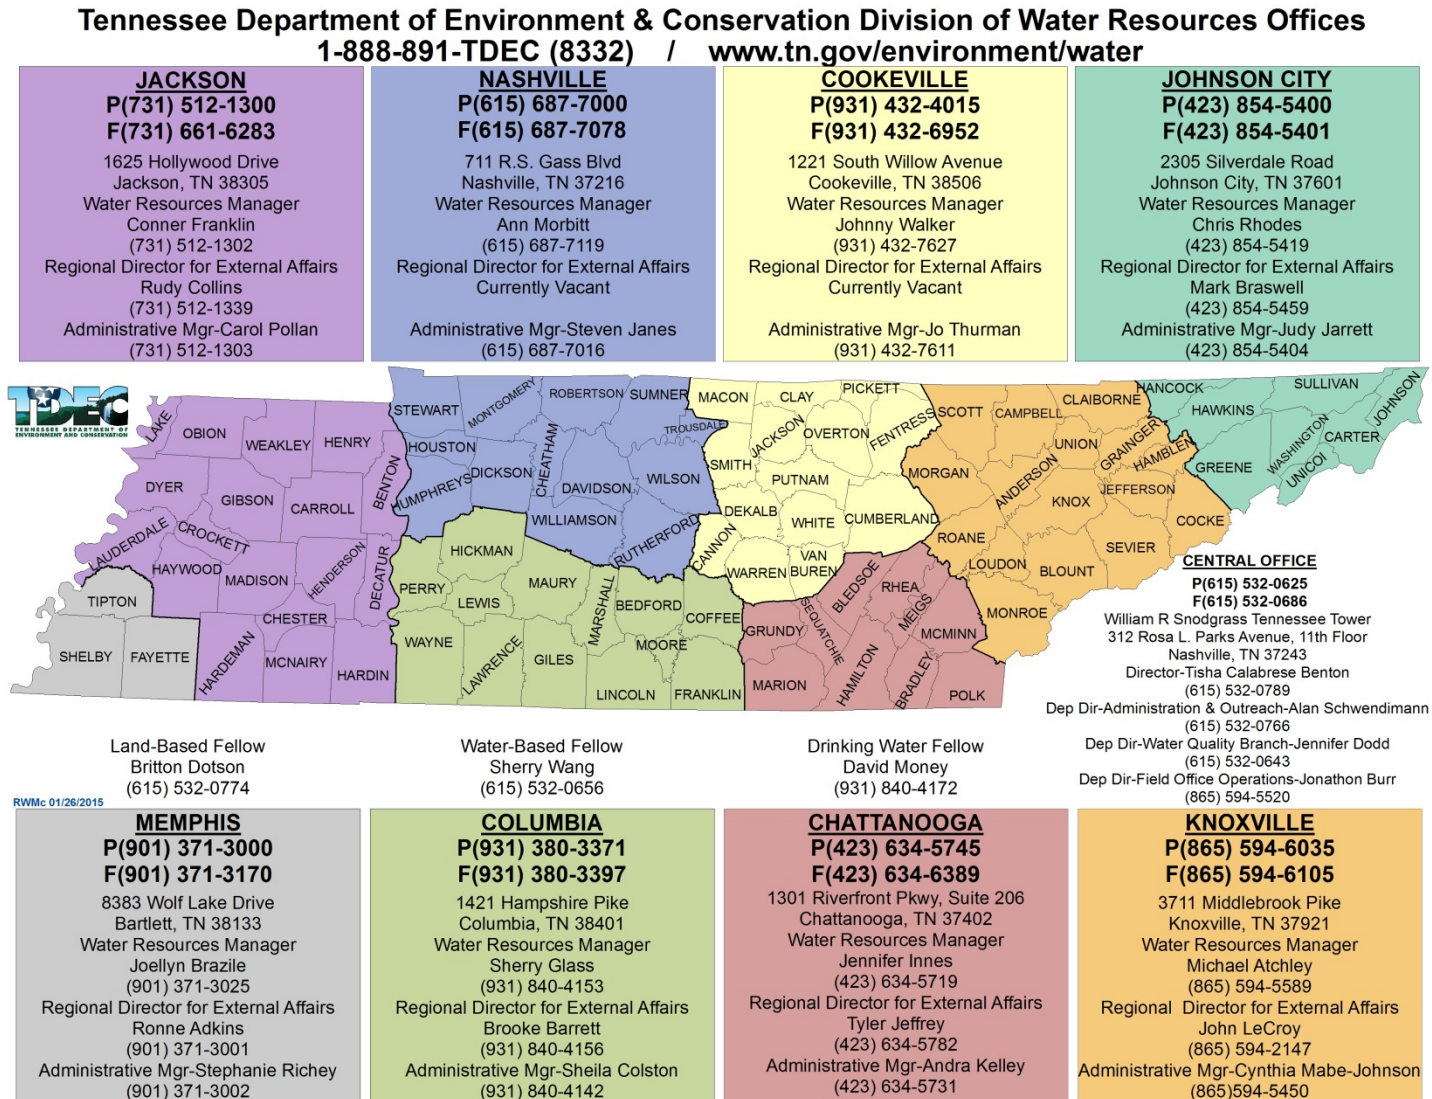 Tennessee Department of Environment & Conservation Division of Water Resources Offices
1-888-891-TDEC (8332) / www.tn.gov/environment/water
JACKSON
P(731) 512-1300
F(731) 661-6283
1625 Hollywood Drive
Jackson, TN 38305
Water Resources Manager
Conner Franklin
(731) 512-1302
Regional Director for External Affairs
Rudy Collins
(731) 512-1339
Administrative Mgr-Carol Pollan
(731) 512-1303
NASHVILLE
P(615) 687-7000
F(615) 687-7078
711 R.S. Gass Blvd
Nashville, TN 37216
Water Resources Manager
Ann Morbitt
(615) 687-7119
Regional Director for External Affairs
Currently Vacant
Administrative Mgr-Steven Janes
(615) 687-7016
COOKEVILLE
P(931) 432-4015
F(931) 432-6952
1221 South Willow Avenue
Cookeville, TN 38506
Water Resources Manager
Johnny Walker
(931) 432-7627
Regional Director for External Affairs
Currently Vacant
Administrative Mgr-Jo Thurman
(931) 432-7611
JOHNSON CITY
P(423) 854-5400
F(423) 854-5401
2305 Silverdale Road
Johnson City, TN 37601
Water Resources Manager
Chris Rhodes
(423) 854-5419
Regional Director for External Affairs
Mark Braswell
(423) 854-5459
Administrative Mgr-Judy Jarrett
(423) 854-5404
TDEC
TENNESSEE DEPARTMENT OF
ENVIRONMENT AND CONSERVATION
LAKE
OBION
WEAKLEY
HENRY
BENTON
DYER
GIBSON
CARROLL
LAUDERDALE
CROCKETT
HAYWOOD
MADISON
HENDERSON
DECATUR
CHESTER
HARDEMAN
MCNAIRY
HARDIN
TIPTON
SHELBY
FAYETTE
STEWART
MONTGOMERY
ROBERTSON
SUMNER
TROUSDALE
HOUSTON
HUMPHREYS
DICKSON
CHEATHAM
DAVIDSON
WILSON
WILLIAMSON
RUTHERFORD
HICKMAN
PERRY
LEWIS
MAURY
MARSHALL
BEDFORD
COFFEE
MOORE
WAYNE
LAWRENCE
GILES
LINCOLN
FRANKLIN
MACON
CLAY
PICKETT
JACKSON
OVERTON
FENTRESS
SMITH
PUTNAM
DEKALB
WHITE
CUMBERLAND
CANNON
WARREN
VAN
BUREN
GRUNDY
SEQUATCHIE
BLEDSOE
RHEA
MEIGS
MCMINN
MARION
HAMILTON
BRADLEY
POLK
SCOTT
CAMPBELL
CLAIBORNE
UNION
GRAINGER
HAMBLEN
MORGAN
ANDERSON
KNOX
JEFFERSON
COCKE
ROANE
LOUDON
BLOUNT
SEVIER
MONROE
HANCOCK
HAWKINS
SULLIVAN
JOHNSON
GREENE
WASHINGTON
CARTER
UNICOI
CENTRAL OFFICE
P(615) 532-0625
F(615) 532-0686
William R Snodgrass Tennessee Tower
312 Rosa L. Parks Avenue, 11th Floor
Nashville, TN 37243
Director-Tisha Calabrese Benton
(615) 532-0789
Dep Dir-Administration & Outreach-Alan Schwendimann
(615) 532-0766
Dep Dir-Water Quality Branch-Jennifer Dodd
(615) 532-0643
Dep Dir-Field Office Operations-Jonathon Burr
(865) 594-5520
Land-Based Fellow
Britton Dotson
(615) 532-0774
Water-Based Fellow
Sherry Wang
(615) 532-0656
Drinking Water Fellow
David Money
(931) 840-4172
RWMc 01/26/2015
MEMPHIS
P(901) 371-3000
F(901) 371-3170
8383 Wolf Lake Drive
Bartlett, TN 38133
Water Resources Manager
Joellyn Brazile
(901) 371-3025
Regional Director for External Affairs
Ronne Adkins
(901) 371-3001
Administrative Mgr-Stephanie Richey
(901) 371-3002
COLUMBIA
P(931) 380-3371
F(931) 380-3397
1421 Hampshire Pike
Columbia, TN 38401
Water Resources Manager
Sherry Glass
(931) 840-4153
Regional Director for External Affairs
Brooke Barrett
(931) 840-4156
Administrative Mgr-Sheila Colston
(931) 840-4142
CHATTANOOGA
P(423) 634-5745
F(423) 634-6389
1301 Riverfront Pkwy, Suite 206
Chattanooga, TN 37402
Water Resources Manager
Jennifer Innes
(423) 634-5719
Regional Director for External Affairs
Tyler Jeffrey
(423) 634-5782
Administrative Mgr-Andra Kelley
(423) 634-5731
KNOXVILLE
P(865) 594-6035
F(865) 594-6105
3711 Middlebrook Pike
Knoxville, TN 37921
Water Resources Manager
Michael Atchley
(865) 594-5589
Regional Director for External Affairs
John LeCroy
(865) 594-2147
Administrative Mgr-Cynthia Mabe-Johnson
(865)594-5450